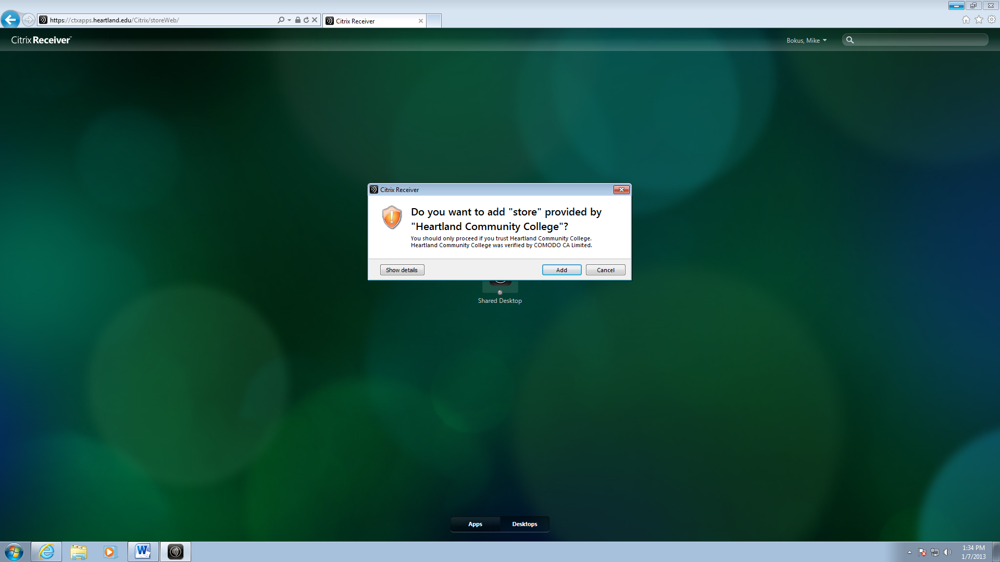 https://ctxapps.heartland.edu/Citrix/storeWeb/
Citrix Receiver
Citrix Receiver™
Bokus, Mike
Citrix Receiver
Do you want to add "store" provided by
"Heartland Community College"?
You should only proceed if you trust Heartland Community College.
Heartland Community College was verified by COMODO CA Limited.
Show details
Add
Cancel
Shared Desktop
Apps
Desktops
1:34 PM
1/7/2013